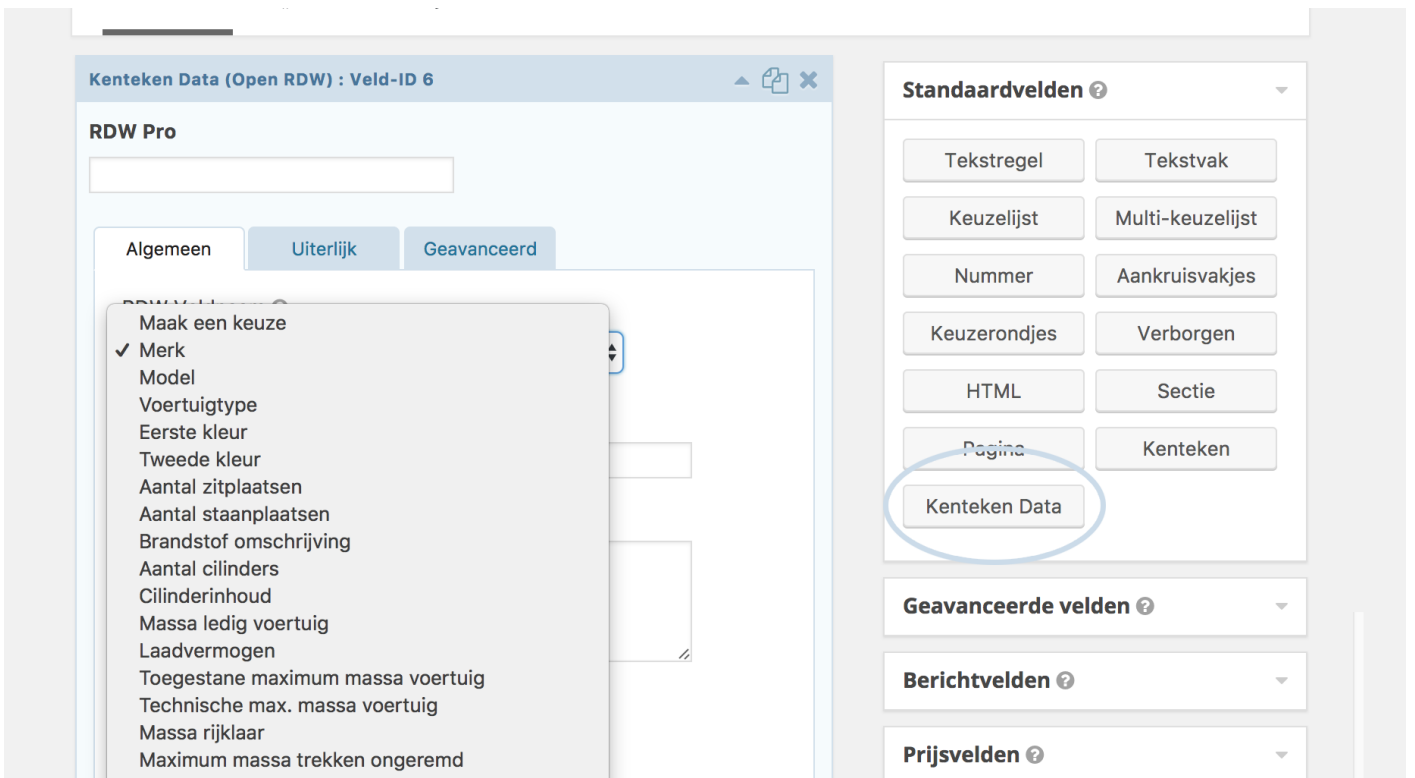 Kenteken Data (Open RDW) : Veld-ID 6
RDW Pro
Algemeen
Uiterlijk
Geavanceerd
RDW Veldnaam
Maak een keuze
✓ Merk
Model
Voertuigtype
Eerste kleur
Tweede kleur
Aantal zitplaatsen
Aantal staanplaatsen
Brandstof omschrijving
Aantal cilinders
Cilinderinhoud
Massa ledig voertuig
Laadvermogen
Toegestane maximum massa voertuig
Technische max. massa voertuig
Massa rijklaar
Maximum massa trekken ongeremd
Standaardvelden
Tekstregel
Tekstvak
Keuzelijst
Multi-keuzelijst
Nummer
Aankruisvakjes
Keuzerondjes
Verborgen
HTML
Sectie
Pagina
Kenteken
Kenteken Data
Geavanceerde velden
Berichtvelden
Prijsvelden